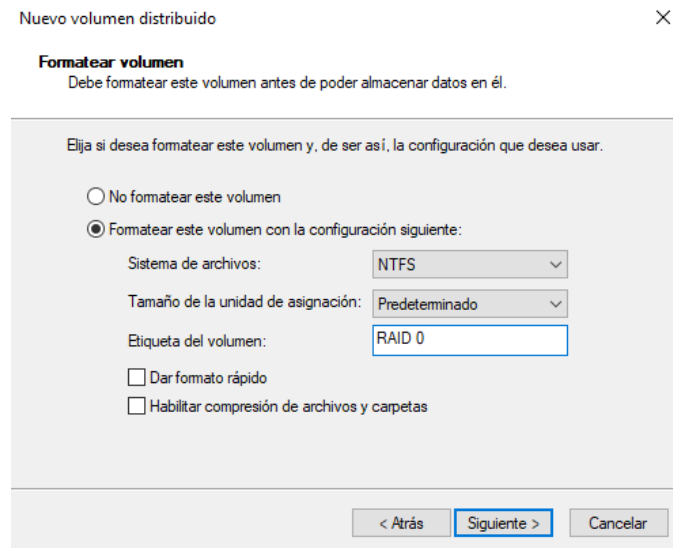 Nuevo volumen distribuido
Formatear volumen
Debe formatear este volumen antes de poder almacenar datos en él.
Elija si desea formatear este volumen y, de ser así, la configuración que desea usar.
No formatear este volumen
Formatear este volumen con la configuración siguiente:
Sistema de archivos: NTFS
Tamaño de la unidad de asignación: Predeterminado
Etiqueta del volumen: RAID 0
Dar formato rápido
Habilitar compresión de archivos y carpetas
< Atrás Siguiente > Cancelar